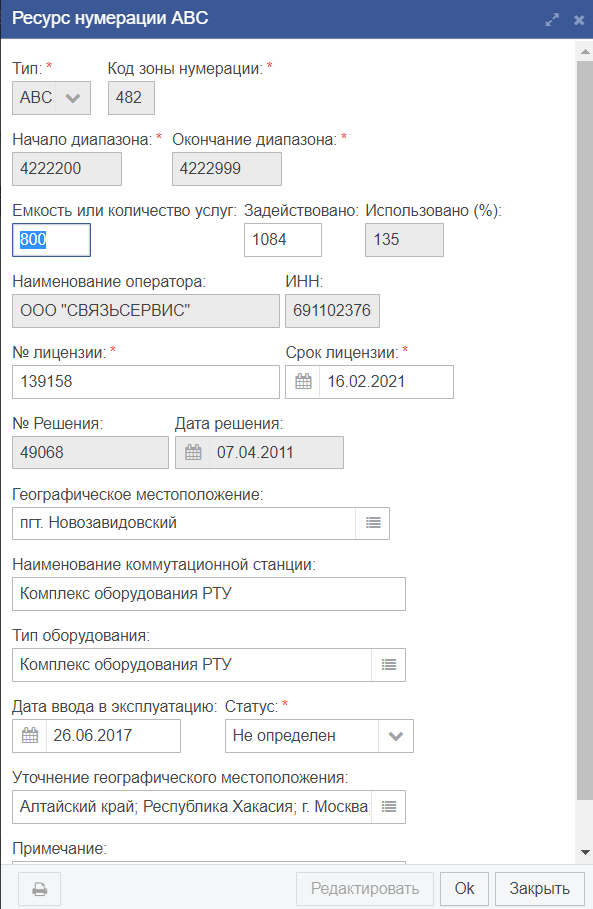 Ресурс нумерации АВС
Тип: * Код зоны нумерации: *
АВС 482
Начало диапазона: * Окончание диапазона: *
4222200 4222999
Емкость или количество услуг: Задействовано: Использовано (%):
800 1084 135
Наименование оператора: ИНН:
ООО "СВЯЗЬСЕРВИС"691102376
№ лицензии: * Срок лицензии: *
139158 16.02.2021
№ Решения: Дата решения:
49068 07.04.2011
Географическое местоположение:
пгт. Новозавидовский
Наименование коммутационной станции:
Комплекс оборудования РТУ
Тип оборудования:
Комплекс оборудования РТУ
Дата ввода в эксплуатацию: Статус: *
26.06.2017 Не определен
Уточнение географического местоположения:
Алтайский край; Республика Хакасия; г. Москва;
Примечание:
Редактировать Ok Закрыть